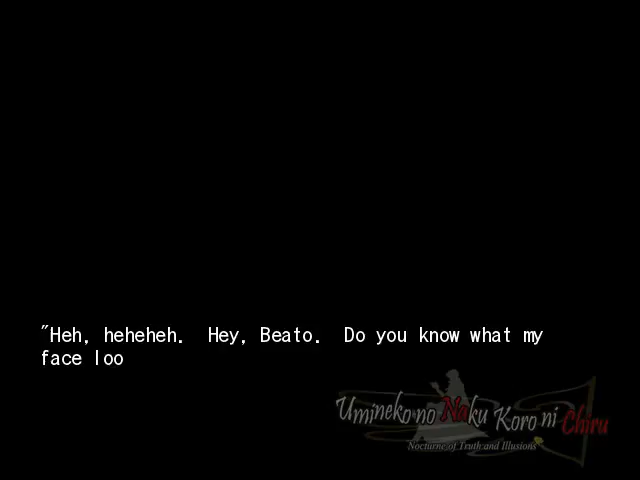 "Heh, heheheh.  Hey, Beato.  Do you know what my
face loo
Umineko no Naku Koro ni Chiru
Nocturne of Truth and Illusions